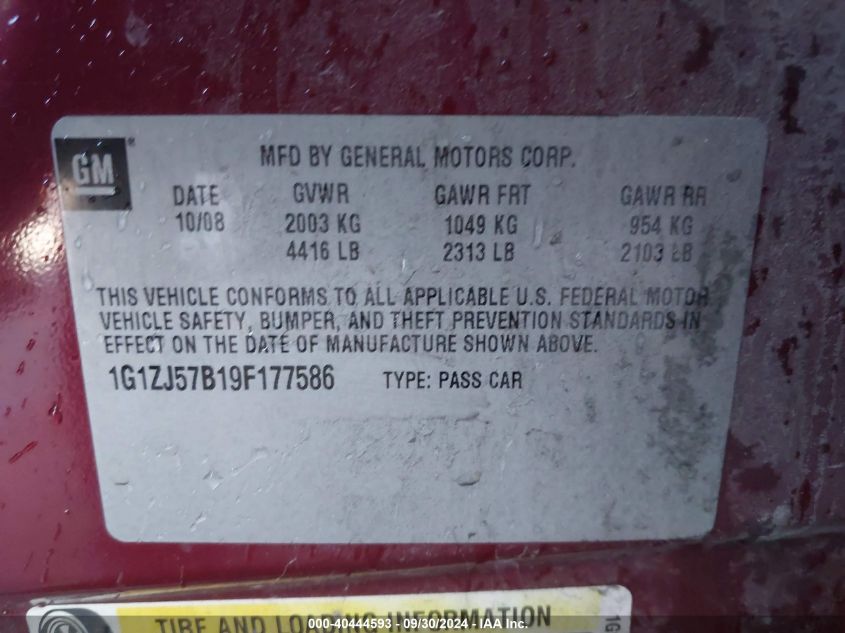 GM®
MFD BY GENERAL MOTORS CORP.
DATE GVWR GAWR FRT GAWR RR
10/08 2003 KG 1049 KG 954 KG
4416 LB 2313 LB 2103 LB
THIS VEHICLE CONFORMS TO ALL APPLICABLE U.S. FEDERAL MOTOR
VEHICLE SAFETY, BUMPER, AND THEFT PREVENTION STANDARDS IN
EFFECT ON THE DATE OF MANUFACTURE SHOWN ABOVE.
1G1ZJ57B19F177586 TYPE: PASS CAR
TIRE AND LOADING INFORMATION
1G
000-40444593 - 09/30/2024 - IAA Inc.